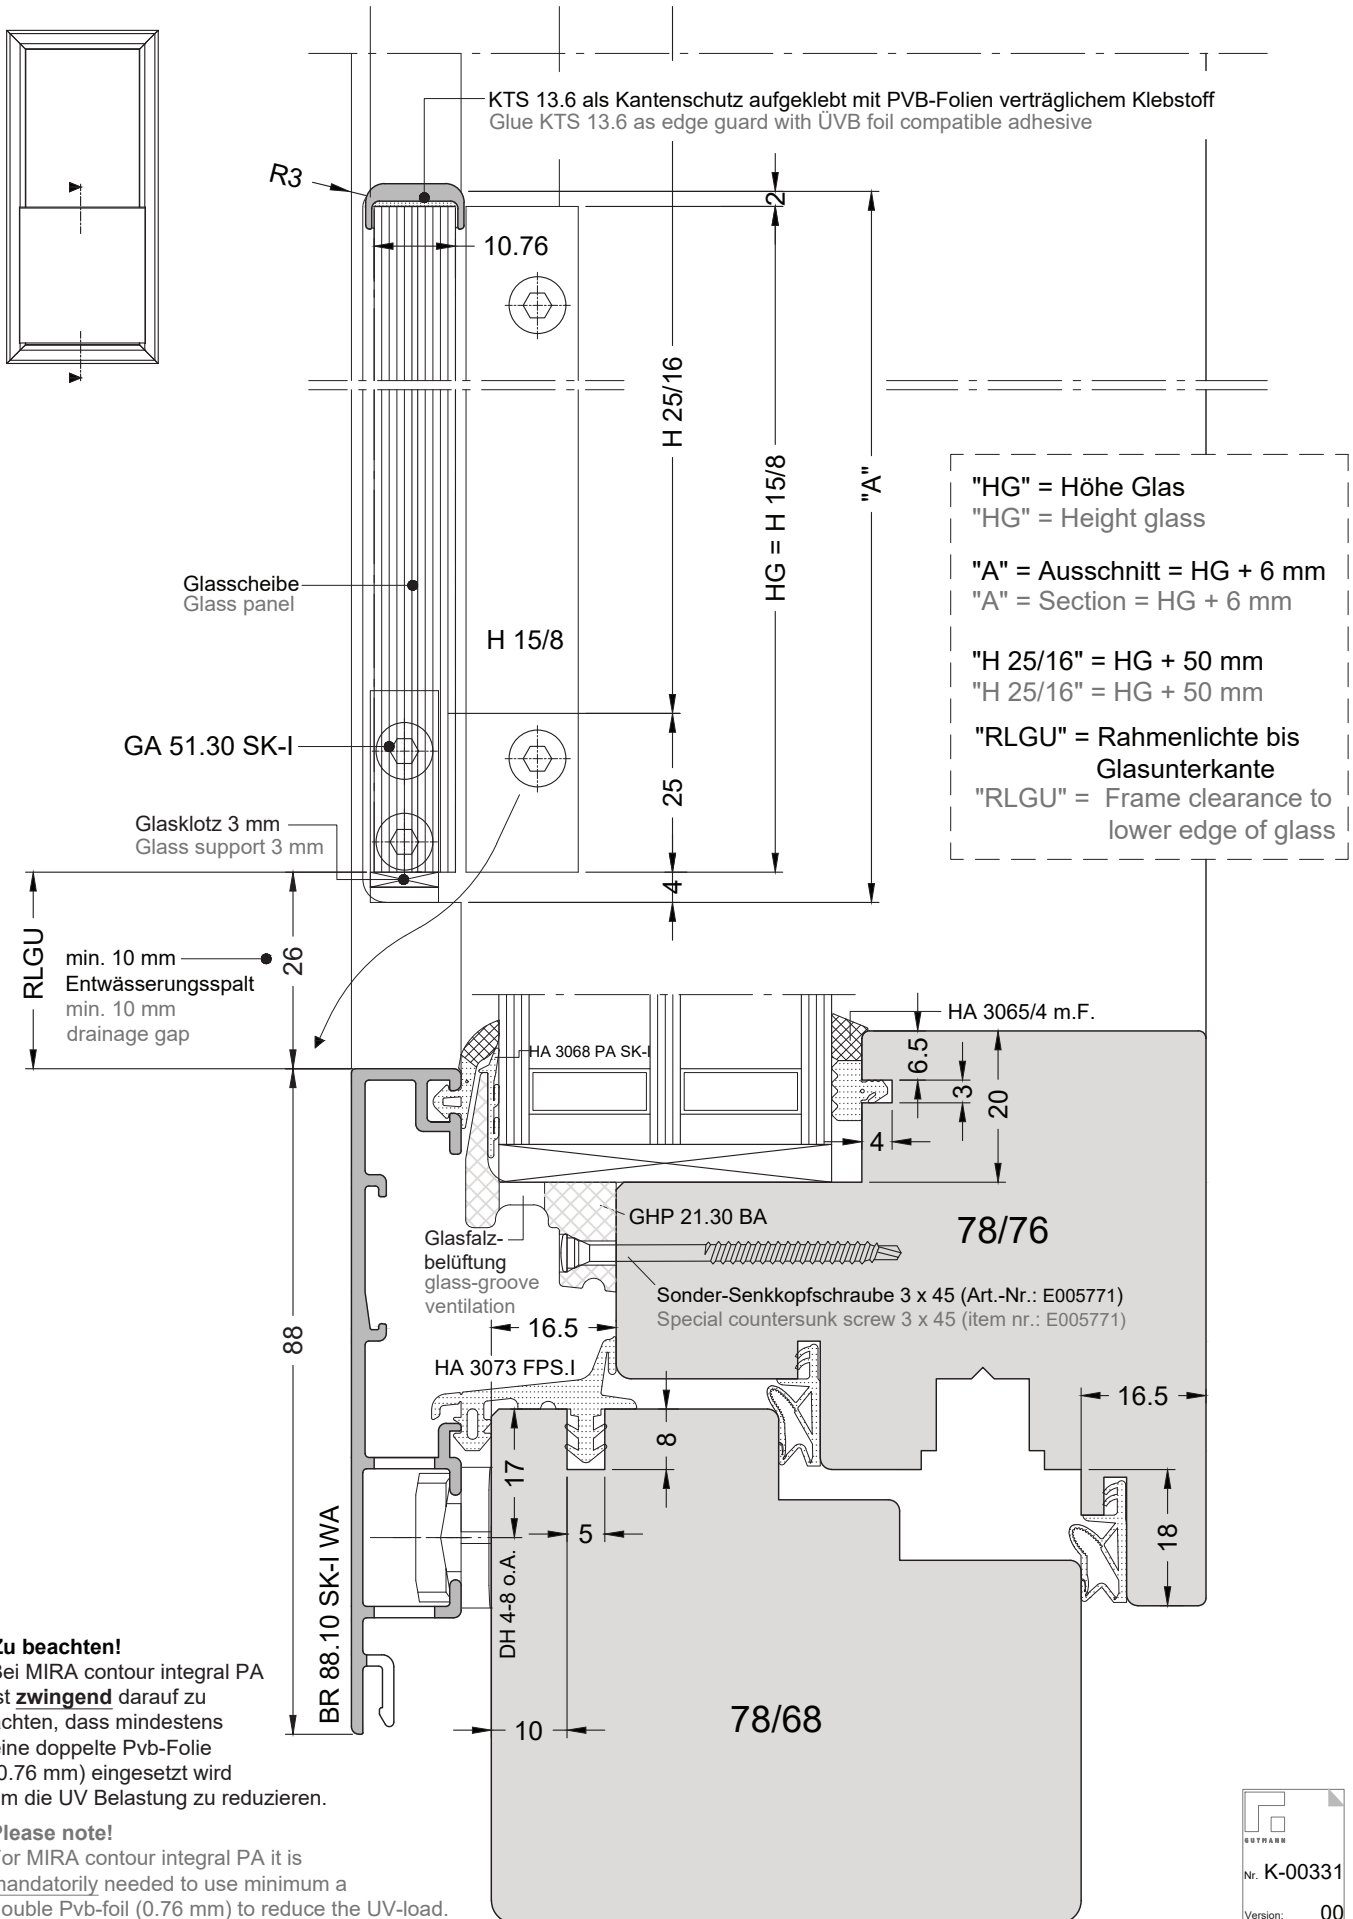 KTS 13.6 als Kantenschutz aufgeklebt mit PVB-Folien verträglichem Klebstoff
Glue KTS 13.6 as edge guard with ÜVB foil compatible adhesive
R3
2
10.76
H 25/16
HG = H 15/8
"A"
"HG" = Höhe Glas
"HG" = Height glass
"A" = Ausschnitt = HG + 6 mm
"A" = Section = HG + 6 mm
"H 25/16" = HG + 50 mm
"H 25/16" = HG + 50 mm
"RLGU" = Rahmenlichte bis
Glasunterkante
"RLGU" = Frame clearance to
lower edge of glass
Glasscheibe
Glass panel
H 15/8
GA 51.30 SK-I
25
Glasklotz 3 mm
Glass support 3 mm
4
RLGU
26
min. 10 mm
Entwässerungsspalt
min. 10 mm
drainage gap
HA 3065/4 m.F.
HA 3068 PA SK-I
6.5
3
20
4
GHP 21.30 BA
78/76
Glasfalz-
belüftung
glass-groove
ventilation
Sonder-Senkkopfschraube 3 x 45 (Art.-Nr.: E005771)
Special countersunk screw 3 x 45 (item nr.: E005771)
88
16.5
HA 3073 FPS.I
16.5
8
17
5
18
DH 4-8 o.A.
BR 88.10 SK-I WA
10
78/68
Zu beachten!
Bei MIRA contour integral PA
st zwingend darauf zu
chten, dass mindestens
eine doppelte Pvb-Folie
0.76 mm) eingesetzt wird
m die UV Belastung zu reduzieren.
Please note!
or MIRA contour integral PA it is
mandatorily needed to use minimum a
ouble Pvb-foil (0.76 mm) to reduce the UV-load.
GUTMANN
Nr. K-00331
Version: 00